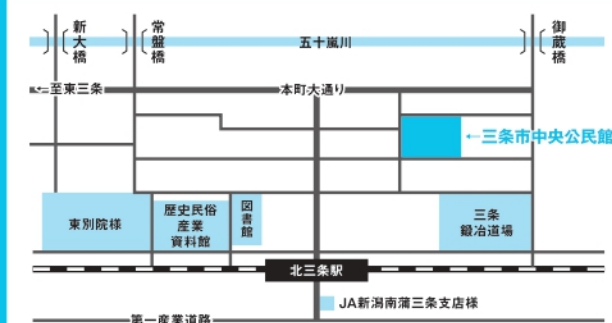 新大橋
常盤橋
五十嵐川
御蔵橋
←至東三条
本町大通り
←三条市中央公民館
東別院様
歴史民俗
産業
資料館
図書館
三条
鍛冶道場
北三条駅
JA新潟南蒲三条支店様
第一産業道路